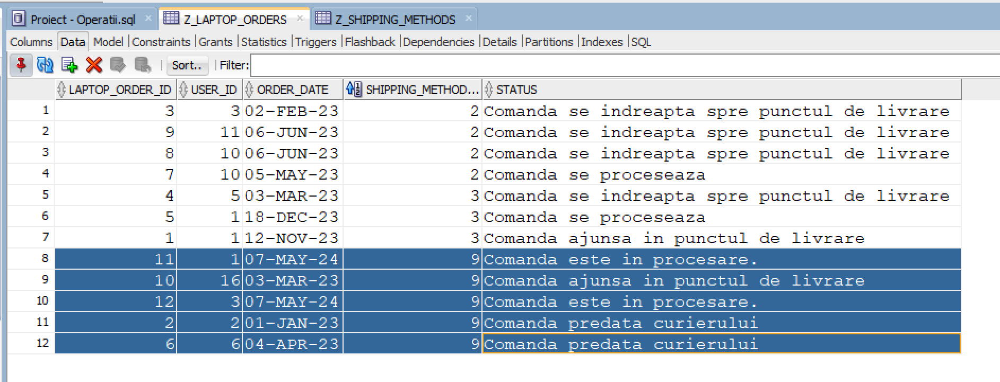 Proiect - Operatii.sql × Z_LAPTOP_ORDERS × Z_SHIPPING_METHODS ×
Columns Data Model Constraints Grants Statistics Triggers Flashback Dependencies Details Partitions Indexes SQL
Sort.. Filter:
LAPTOP_ORDER_ID USER_ID ORDER_DATE SHIPPING_METHOD... STATUS
1 3 3 02-FEB-23 2 Comanda se indreapta spre punctul de livrare
2 9 11 06-JUN-23 2 Comanda se indreapta spre punctul de livrare
3 8 10 06-JUN-23 2 Comanda se indreapta spre punctul de livrare
4 7 10 05-MAY-23 2 Comanda se proceseaza
5 4 5 03-MAR-23 3 Comanda se indreapta spre punctul de livrare
6 5 1 18-DEC-23 3 Comanda se proceseaza
7 1 1 12-NOV-23 3 Comanda ajunsa in punctul de livrare
8 11 1 07-MAY-24 9 Comanda este in procesare.
9 10 16 03-MAR-23 9 Comanda ajunsa in punctul de livrare
10 12 3 07-MAY-24 9 Comanda este in procesare.
11 2 2 01-JAN-23 9 Comanda predata curierului
12 6 6 04-APR-23 9 Comanda predata curierului